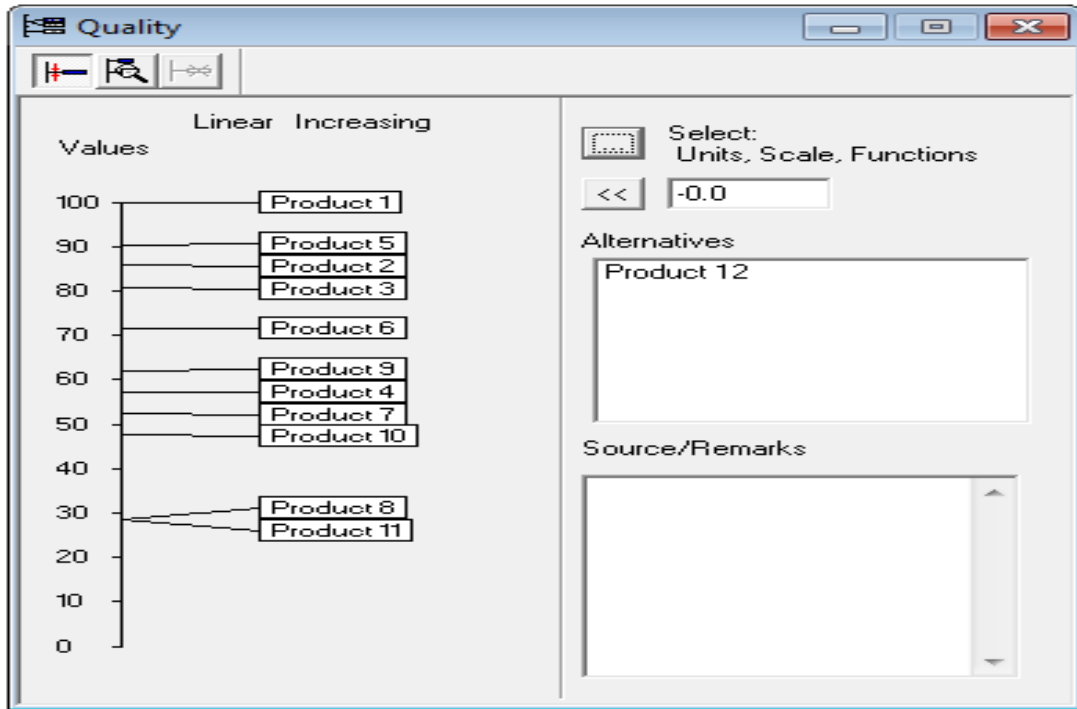 Quality
Linear Increasing
Values
100
90
80
70
60
50
40
30
20
10
0
Product 1
Product 5
Product 2
Product 3
Product 6
Product 9
Product 4
Product 7
Product 10
Product 8
Product 11
Select:
Units, Scale, Functions
<<
-0.0
Alternatives
Product 12
Source/Remarks